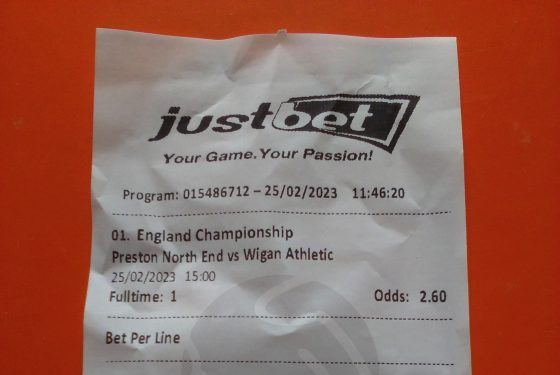 justbet
Your Game.Your Passion!
Program: 015486712 – 25/02/2023 11:46:20
01. England Championship
Preston North End vs Wigan Athletic
25/02/2023 15:00
Fulltime: 1 Odds: 2.60
Bet Per Line